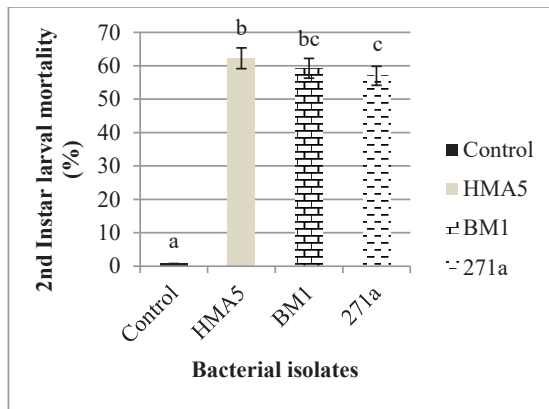 2nd Instar larval mortality
(%)
70
60
50
40
30
20
10
0
a
b
bc
c
Control
HMA5
BM1
271a
Bacterial isolates
Control
HMA5
BM1
271a